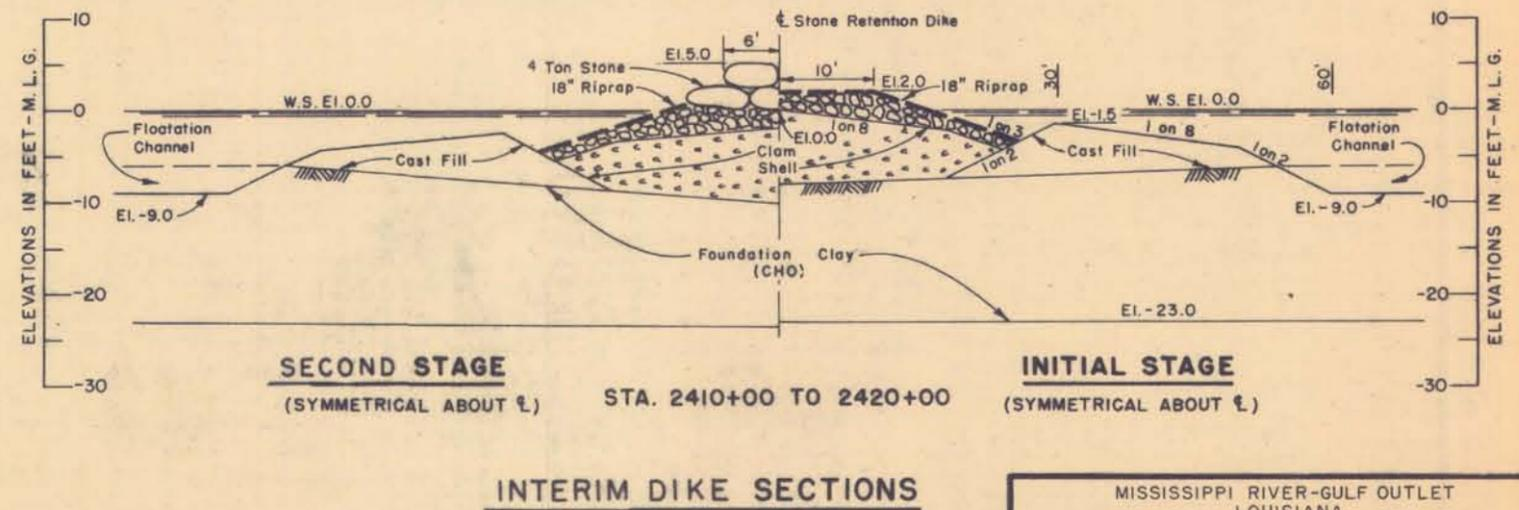 10
0
-10
-20
-30
ELEVATIONS IN FEET-M.L.G.
℄ Stone Retention Dike
6'
El.5.0
4 Ton Stone
18" Riprap
10'
El.2.0
18" Riprap
30'
60'
W.S. El.0.0
W.S. El. 0.0
Floatation
Channel
Cast Fill
El.-9.0
Clam
Shell
El.0.0
1 on 8
1 on 3
1 on 2
El.-1.5
Cast Fill
1 on 8
1 on 2
Flotation
Channel
El.-9.0
Foundation Clay
(CHO)
El.-23.0
10
0
-10
-20
-30
ELEVATIONS IN FEET-M.L.G.
SECOND STAGE
(SYMMETRICAL ABOUT ℄)
STA. 2410+00 TO 2420+00
INITIAL STAGE
(SYMMETRICAL ABOUT ℄)
INTERIM DIKE SECTIONS
MISSISSIPPI RIVER-GULF OUTLET
LOUISIANA